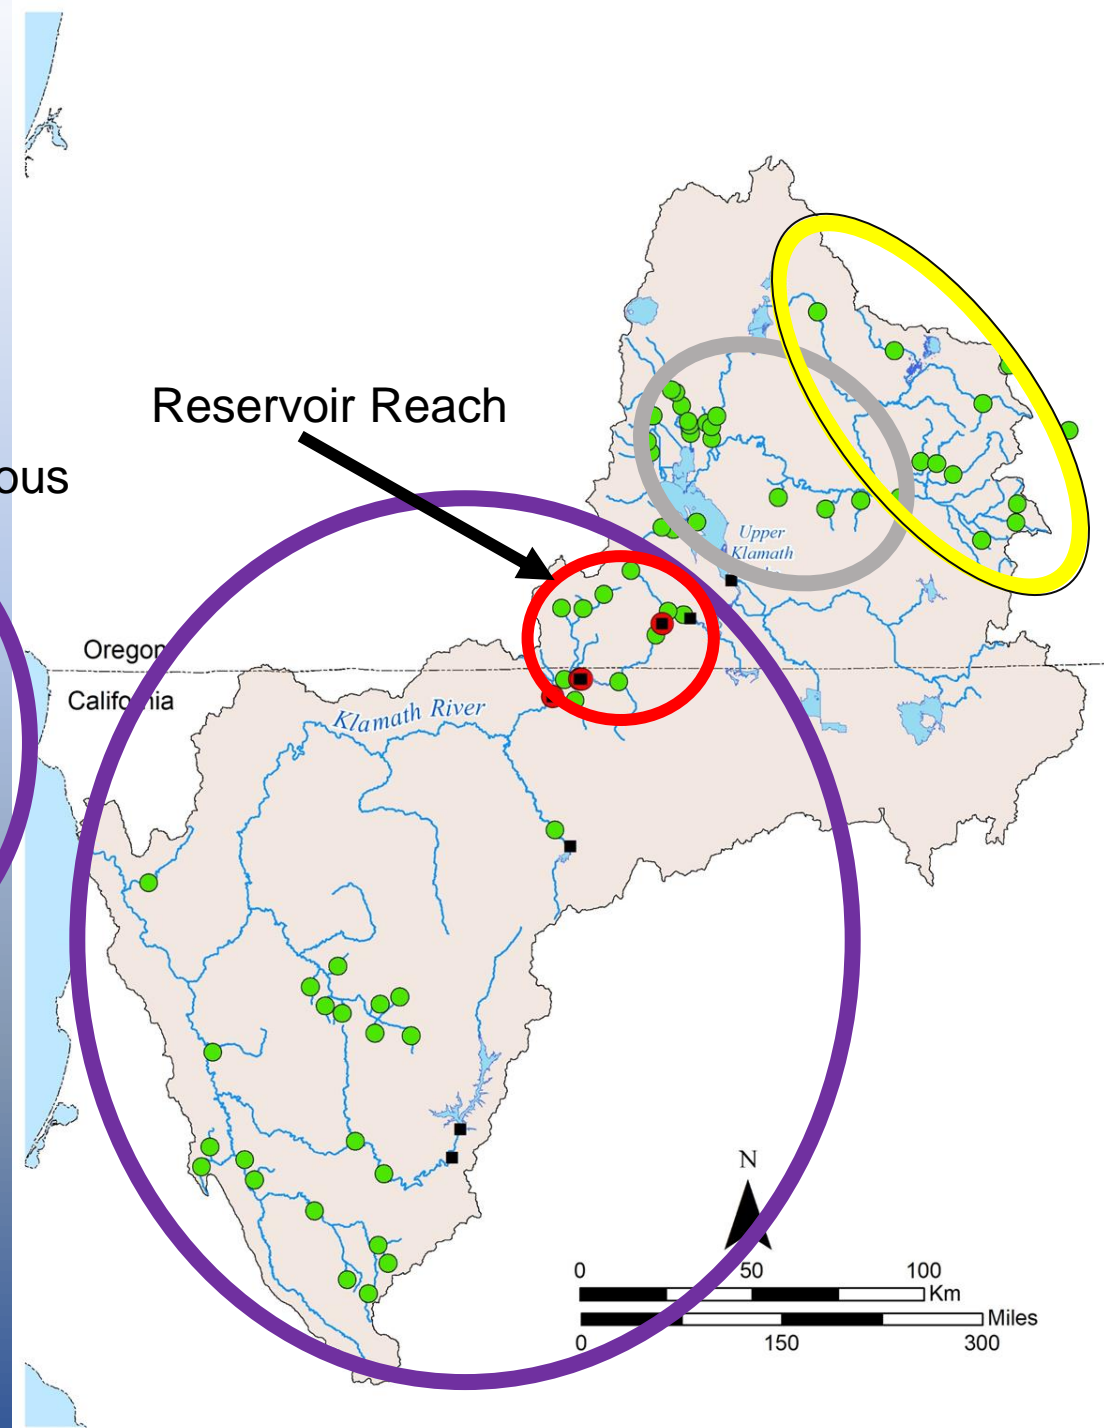 Reservoir Reach
ous
Upper
Klamath
Oregon
California
Klamath River
N
0 50 100
Km
Miles
0 150 300